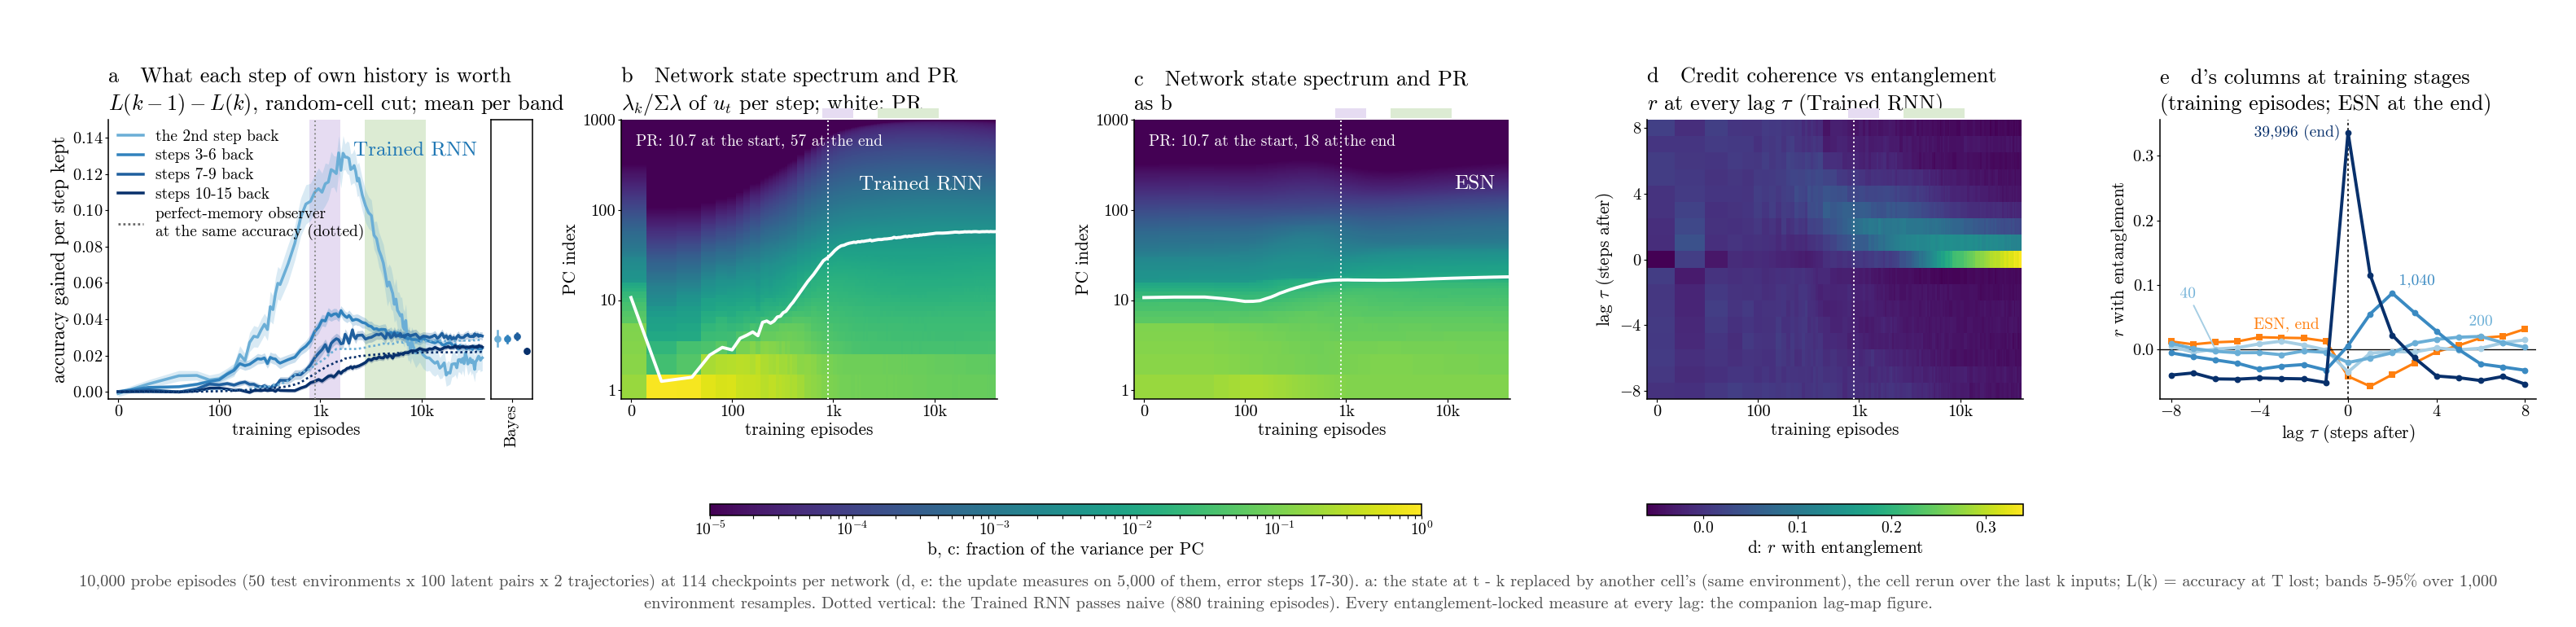 a What each step of own history is worth
L(k − 1) − L(k), random-cell cut; mean per band
accuracy gained per step kept
0.14
0.12
0.10
0.08
0.06
0.04
0.02
0.00
the 2nd step back
steps 3-6 back
steps 7-9 back
steps 10-15 back
perfect-memory observer
at the same accuracy (dotted)
Trained RNN
0 100 1k 10k
training episodes
Bayes
b Network state spectrum and PR
λk/Σλ of ut per step; white: PR
PC index
1000
100
10
1
PR: 10.7 at the start, 57 at the end
Trained RNN
0 100 1k 10k
training episodes
c Network state spectrum and PR
as b
PC index
1000
100
10
1
PR: 10.7 at the start, 18 at the end
ESN
0 100 1k 10k
training episodes
10−5 10−4 10−3 10−2 10−1 100
b, c: fraction of the variance per PC
d Credit coherence vs entanglement
r at every lag τ (Trained RNN)
lag τ (steps after)
8
4
0
−4
−8
0 100 1k 10k
training episodes
0.0 0.1 0.2 0.3
d: r with entanglement
e d's columns at training stages
(training episodes; ESN at the end)
r with entanglement
0.3
0.2
0.1
0.0
39,996 (end)
1,040
40
ESN, end
200
−8 −4 0 4 8
lag τ (steps after)
10,000 probe episodes (50 test environments x 100 latent pairs x 2 trajectories) at 114 checkpoints per network (d, e: the update measures on 5,000 of them, error steps 17-30). a: the state at t - k replaced by another cell's (same environment), the cell rerun over the last k inputs; L(k) = accuracy at T lost; bands 5-95% over 1,000
environment resamples. Dotted vertical: the Trained RNN passes naive (880 training episodes). Every entanglement-locked measure at every lag: the companion lag-map figure.